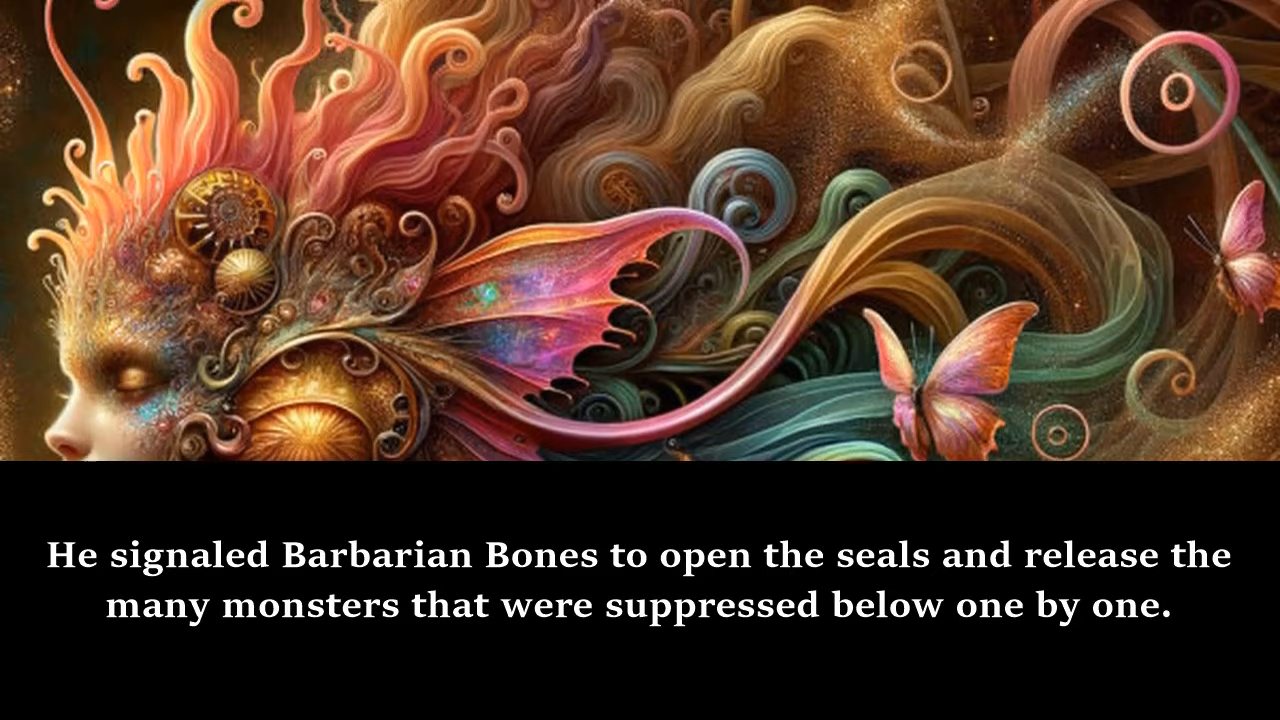 He signaled Barbarian Bones to open the seals and release the
many monsters that were suppressed below one by one.